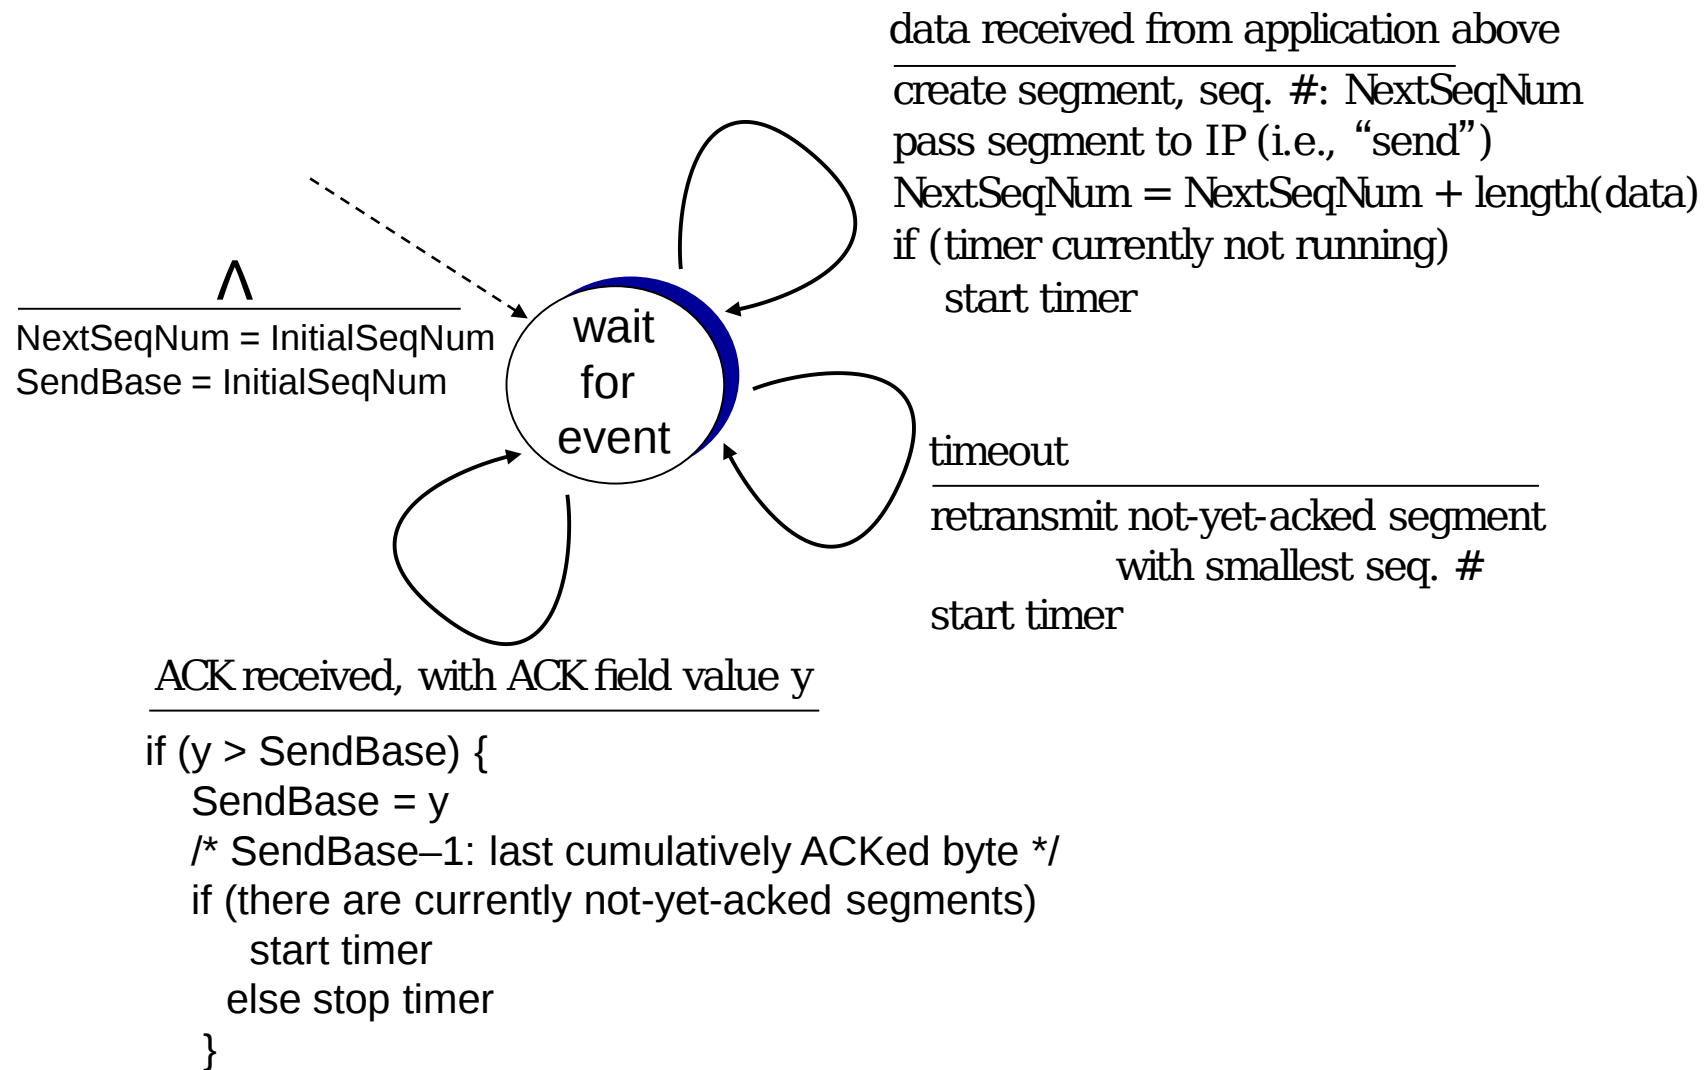 data received from application above
create segment, seq. #: NextSeqNum
pass segment to IP (i.e., “send”)
NextSeqNum = NextSeqNum + length(data)
if (timer currently not running)
start timer
Λ
NextSeqNum = InitialSeqNum
SendBase = InitialSeqNum
wait
for
event
timeout
retransmit not-yet-acked segment
with smallest seq. #
start timer
ACK received, with ACK field value y
if (y > SendBase) {
SendBase = y
/* SendBase–1: last cumulatively ACKed byte */
if (there are currently not-yet-acked segments)
start timer
else stop timer
}